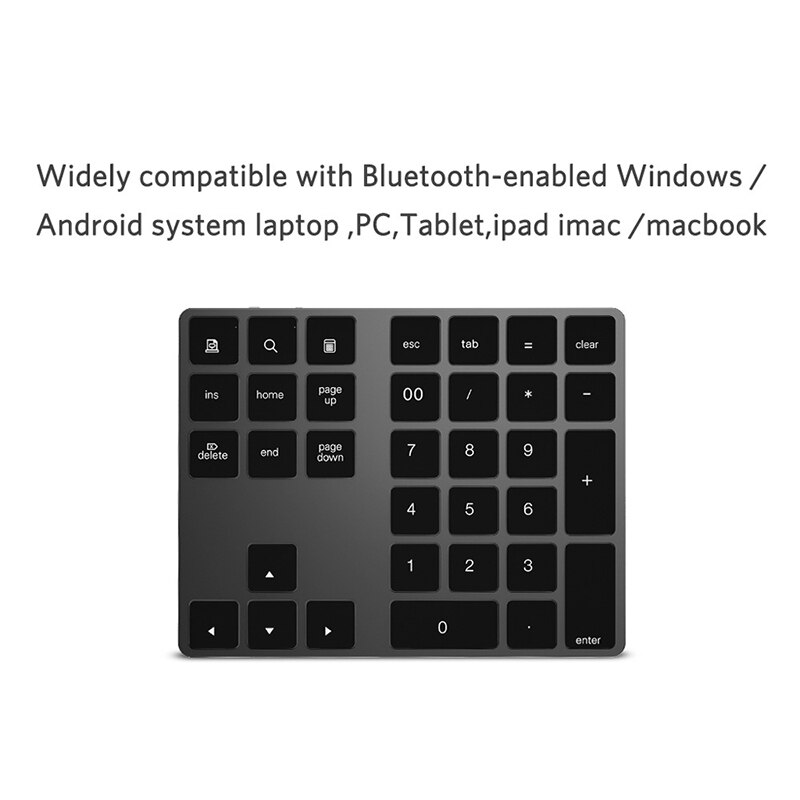 Widely compatible with Bluetooth-enabled Windows /
Android system laptop ,PC,Tablet,ipad imac /macbook
esc tab = clear
ins home page up 00 / * -
delete end page down 7 8 9 +
4 5 6
1 2 3
0 . enter